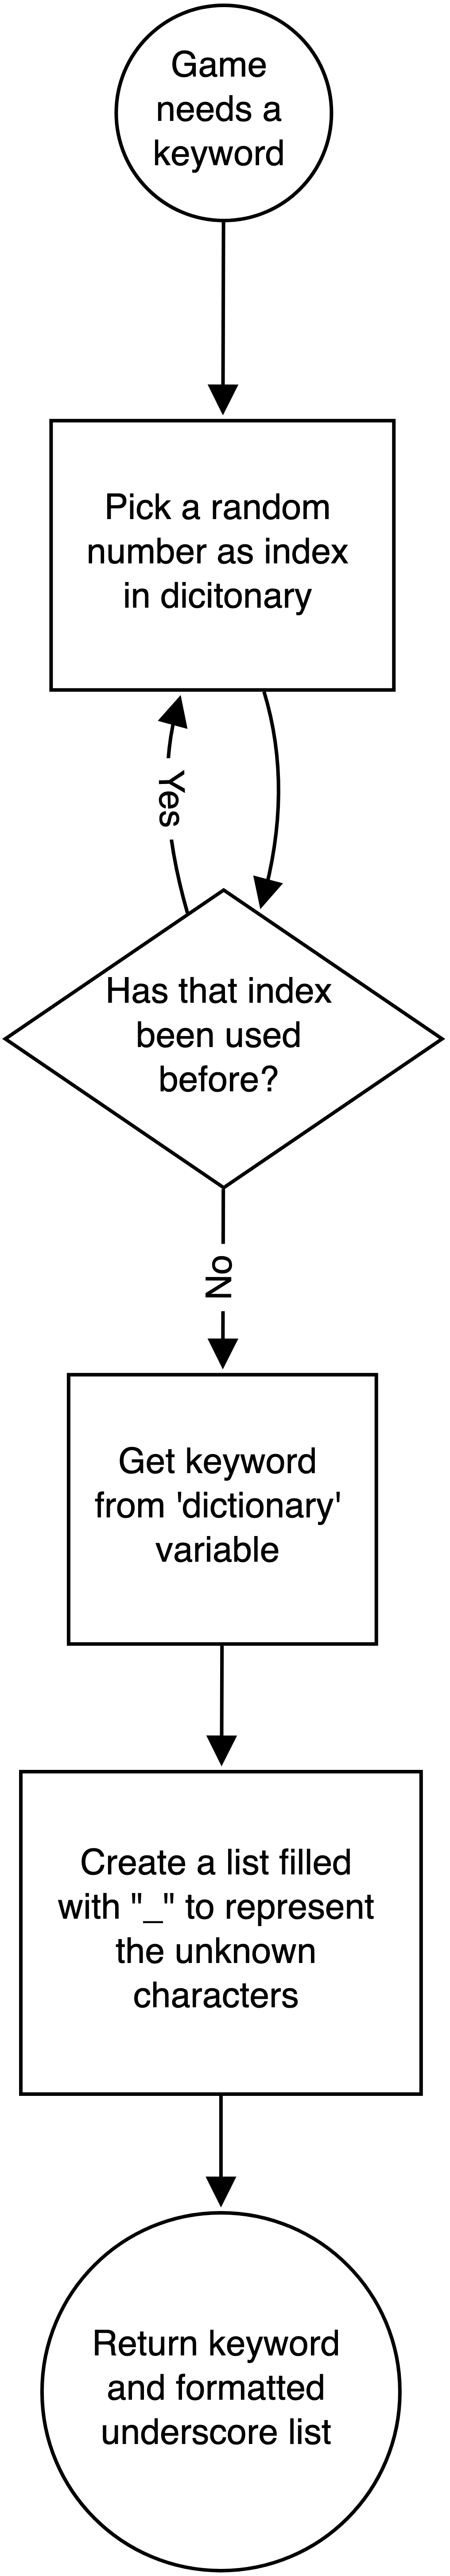 Game
needs a
keyword
Pick a random
number as index
in dicitonary
Yes
Has that index
been used
before?
No
Get keyword
from 'dictionary'
variable
Create a list filled
with "_" to represent
the unknown
characters
Return keyword
and formatted
underscore list